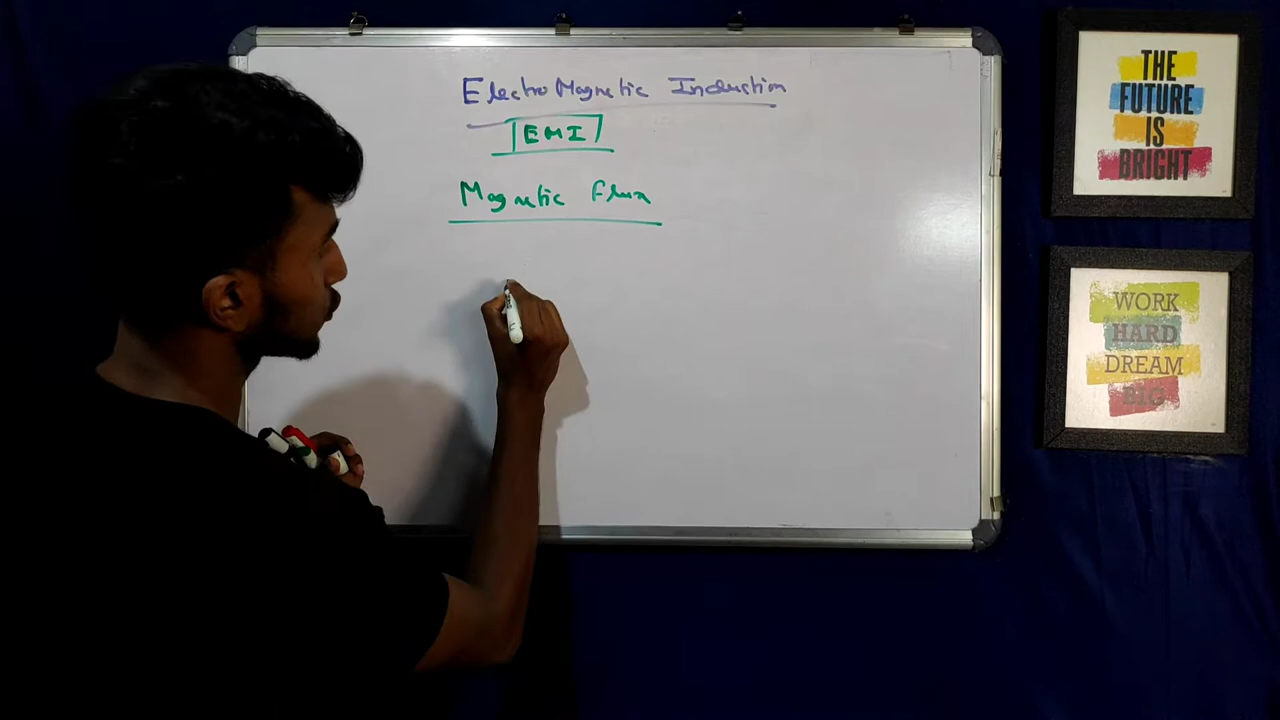 ElectroMagnetic Induction
EMI
Magnetic Flux
THE
FUTURE
IS
BRIGHT
WORK
HARD
DREAM
BIG